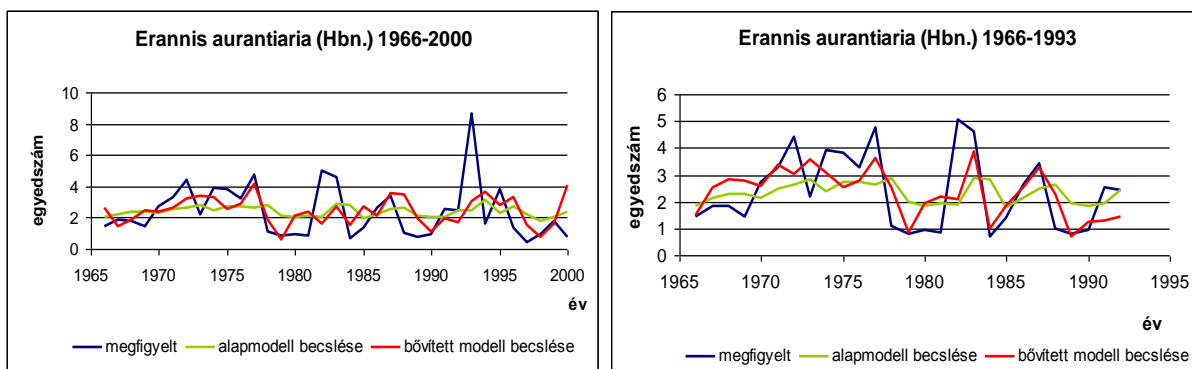 Erannis aurantiaria (Hbn.) 1966-2000
egyedszám
10
8
6
4
2
0
1965 1970 1975 1980 1985 1990 1995 2000
év
megfigyelt alapmodell becslése bővített modell becslése
Erannis aurantiaria (Hbn.) 1966-1993
egyedszám
6
5
4
3
2
1
0
1965 1970 1975 1980 1985 1990 1995
év
megfigyelt alapmodell becslése bővített modell becslése